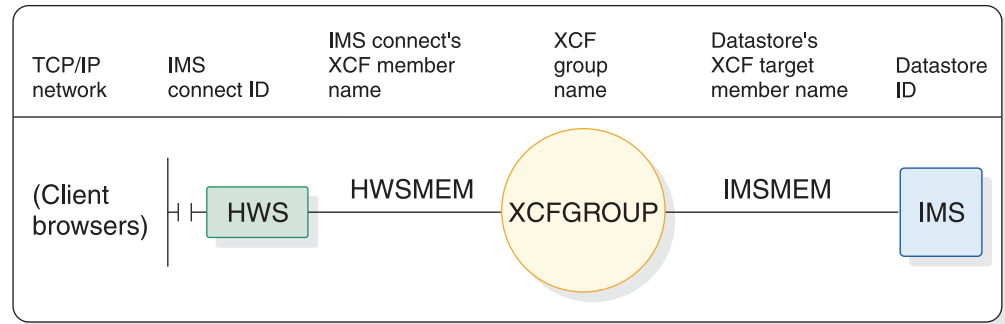 TCP/IP
network
IMS
connect ID
IMS connect's
XCF member
name
XCF
group
name
Datastore's
XCF target
member name
Datastore
ID
(Client
browsers)
HWS
HWSMEM
XCFGROUP
IMSMEM
IMS